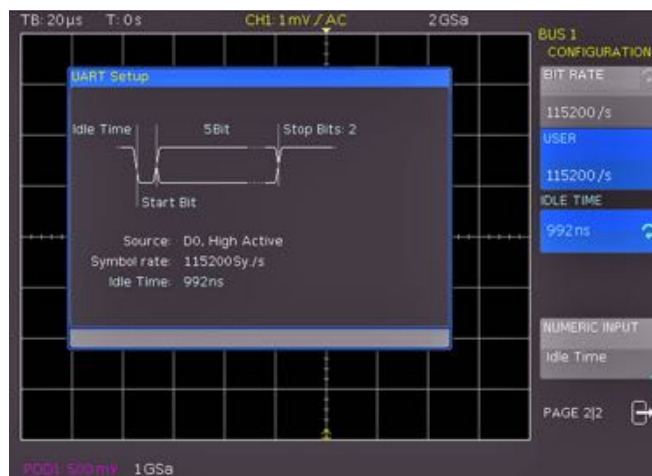 TB: 20µs T: 0s CH1: 1mV / AC 2GSa
BUS 1
CONFIGURATION
BIT RATE
115200/s
USER
115200/s
IDLE TIME
992ns
NUMERIC INPUT
Idle Time
PAGE 2|2
UART Setup
Idle Time 5Bit Stop Bits: 2
Start Bit
Source: D0, High Active
Symbol rate: 115200Sy./s
Idle Time: 992ns
POD1: 500mV 1GSa